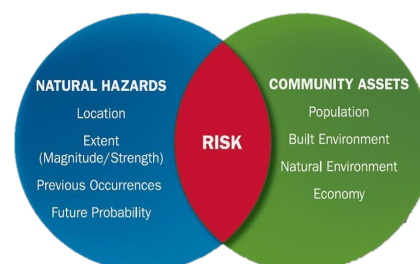 NATURAL HAZARDS
Location
Extent
(Magnitude/Strength)
Previous Occurrences
Future Probability
RISK
COMMUNITY ASSETS
Population
Built Environment
Natural Environment
Economy